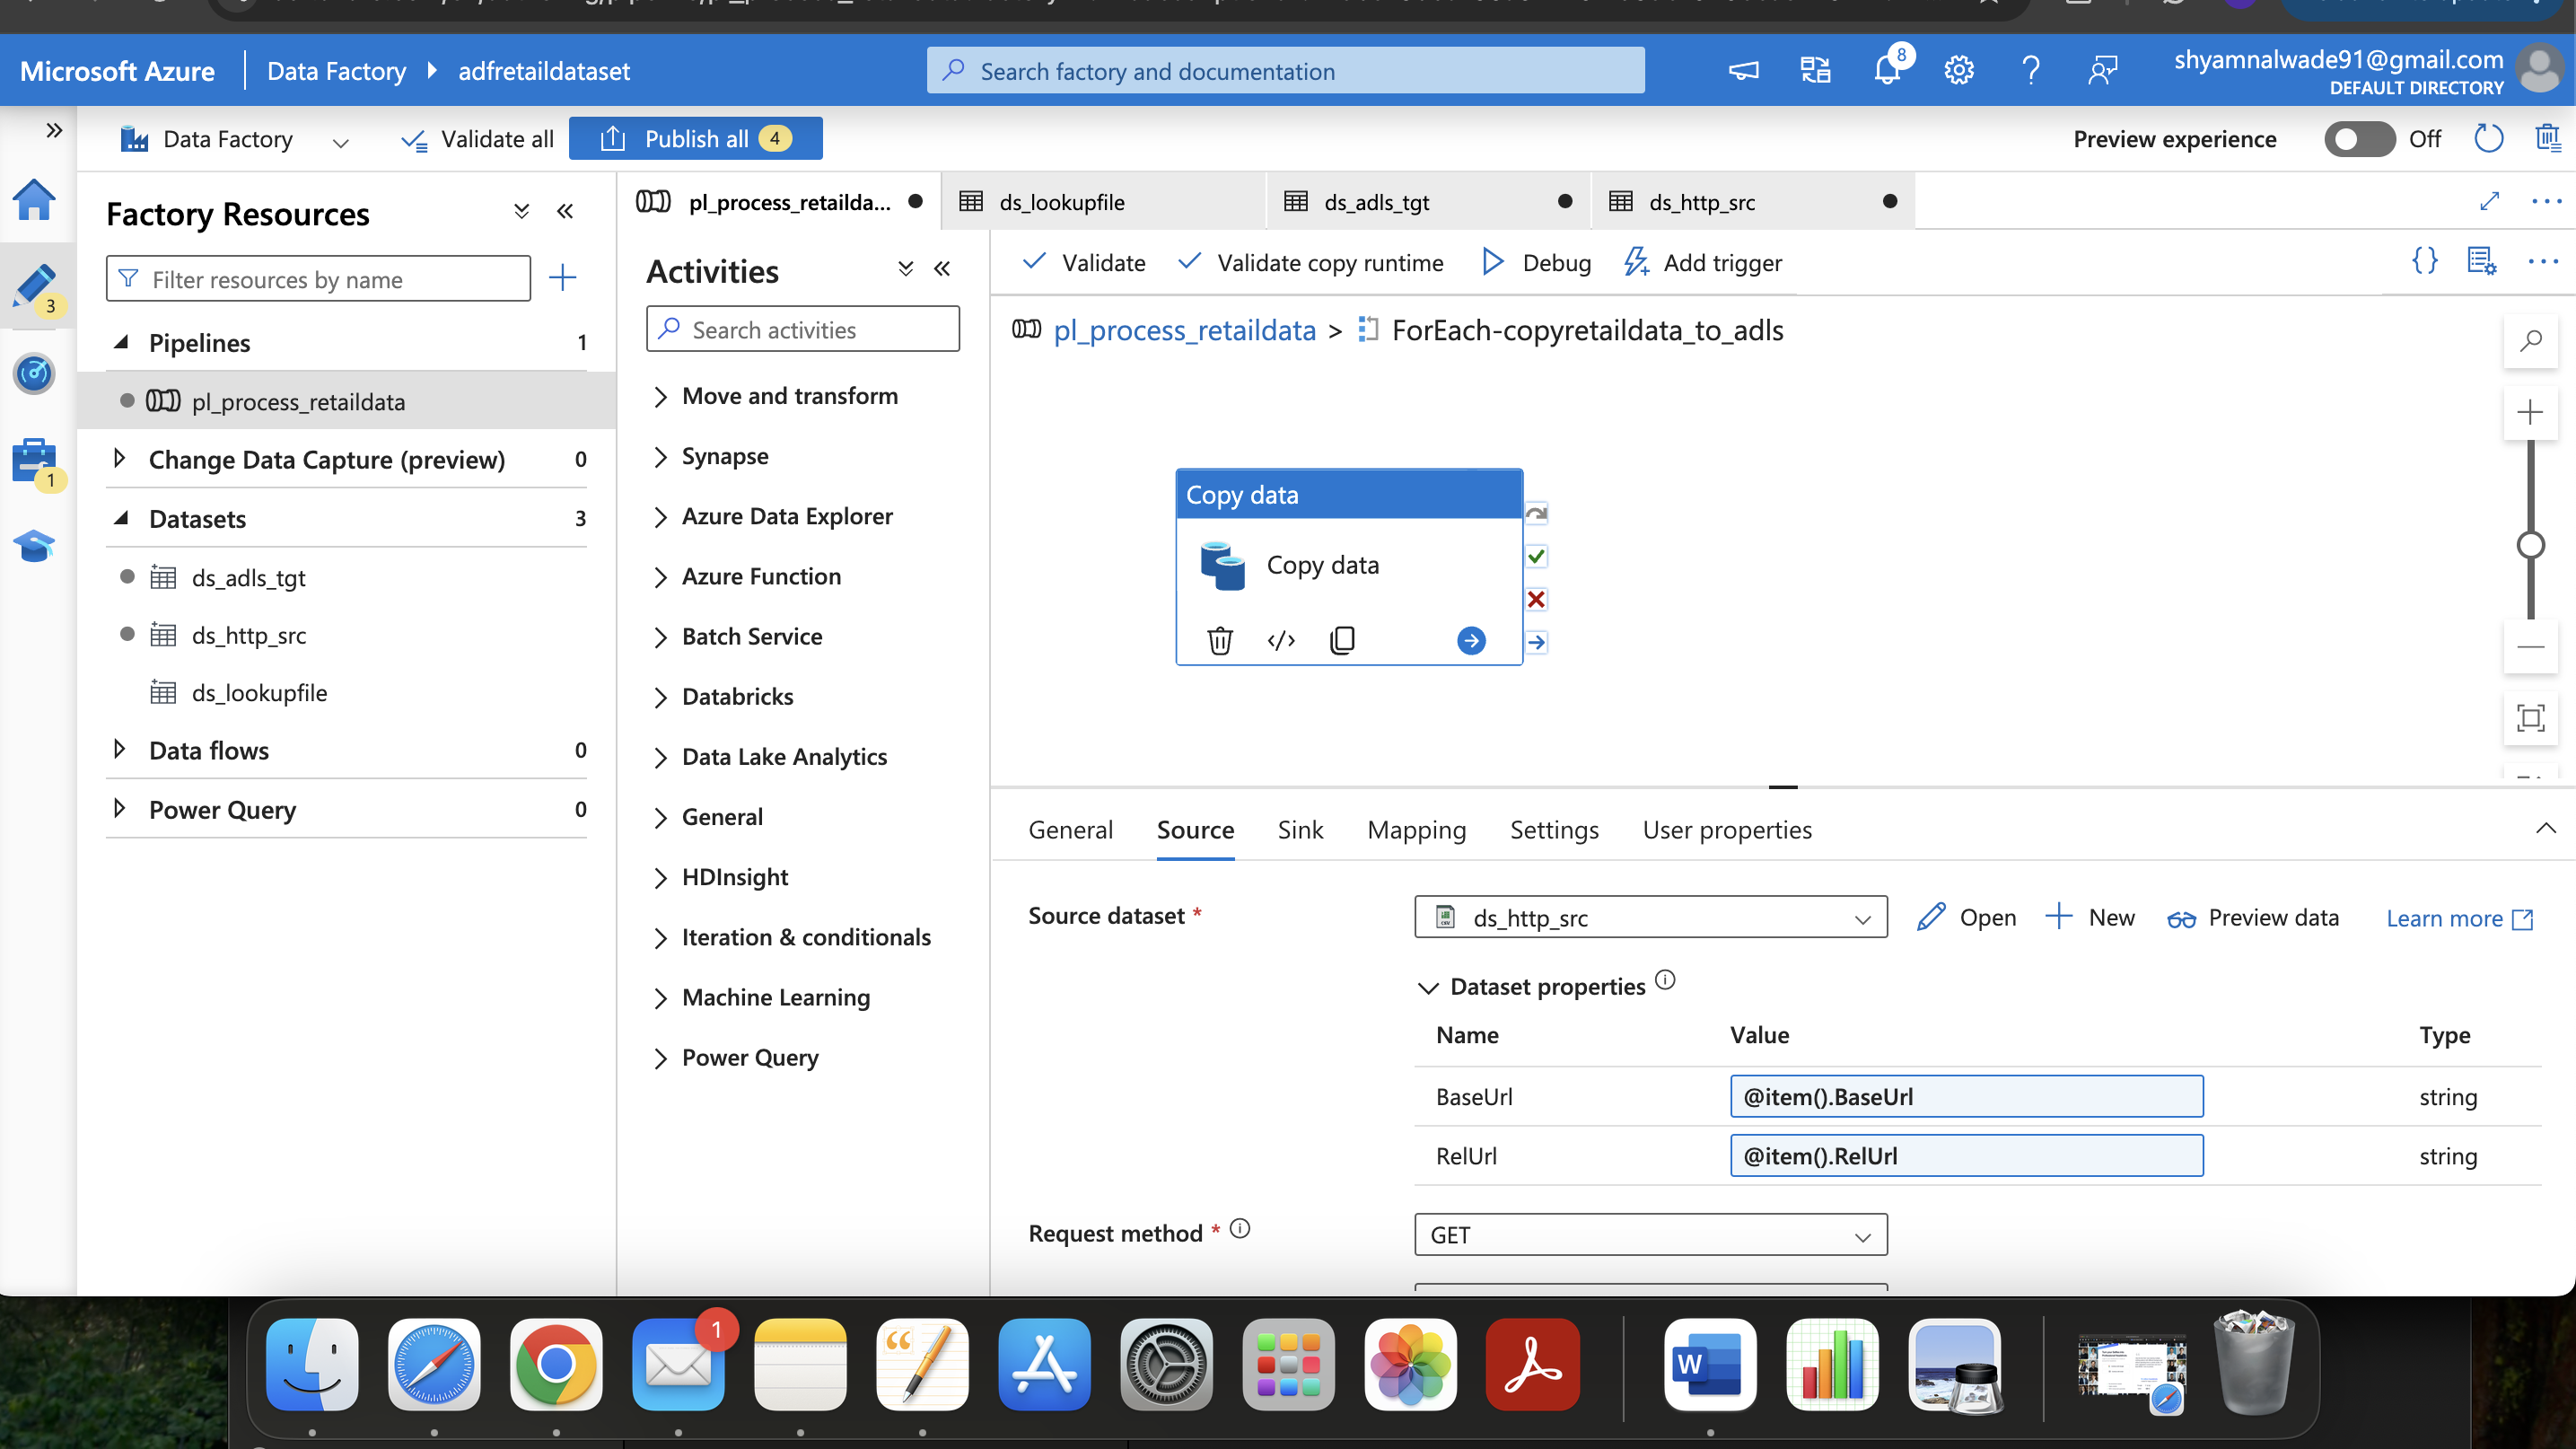 Microsoft Azure
Data Factory
adfretaildataset
Search factory and documentation
8
shyamnalwade91@gmail.com
DEFAULT DIRECTORY
Data Factory
Validate all
Publish all
4
Preview experience
Off
Factory Resources
pl_process_retailda...
ds_lookupfile
ds_adls_tgt
ds_http_src
Filter resources by name
3
Pipelines
1
pl_process_retaildata
Change Data Capture (preview)
0
1
Datasets
3
ds_adls_tgt
ds_http_src
ds_lookupfile
Data flows
0
Power Query
0
Activities
Search activities
Move and transform
Synapse
Azure Data Explorer
Azure Function
Batch Service
Databricks
Data Lake Analytics
General
HDInsight
Iteration & conditionals
Machine Learning
Power Query
Validate
Validate copy runtime
Debug
Add trigger
pl_process_retaildata > ForEach-copyretaildata_to_adls
Copy data
Copy data
General
Source
Sink
Mapping
Settings
User properties
Source dataset *
ds_http_src
Open
New
Preview data
Learn more
Dataset properties
Name
Value
Type
BaseUrl
@item().BaseUrl
string
RelUrl
@item().RelUrl
string
Request method *
GET
1
W